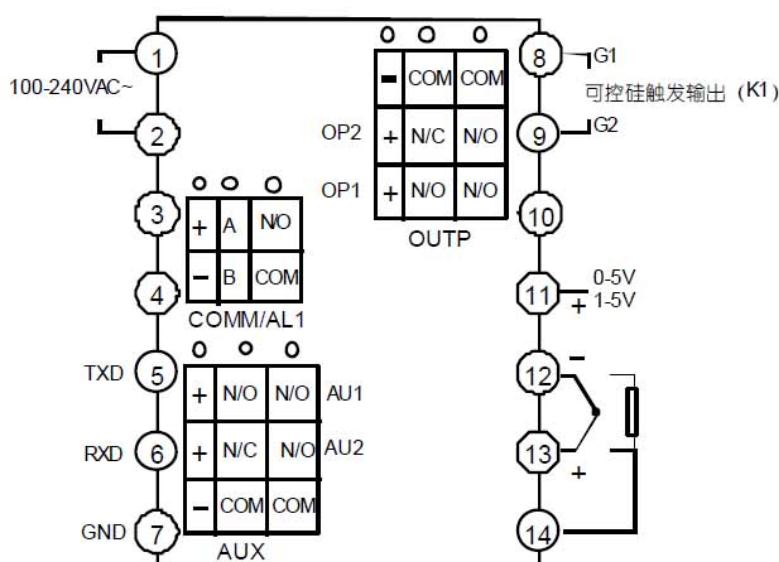 1
100-240VAC~
2
3
4
+ A N/O
- B COM
COMM/AL1
TXD 5
RXD 6
GND 7
+ N/O N/O AU1
+ N/C N/O AU2
- COM COM
AUX
- COM COM
OP2 + N/C N/O
OP1 + N/O N/O
OUTP
8 G1
可控硅触发输出 (K1)
9 G2
10
11 0-5V
+ 1-5V
12 -
13 +
14